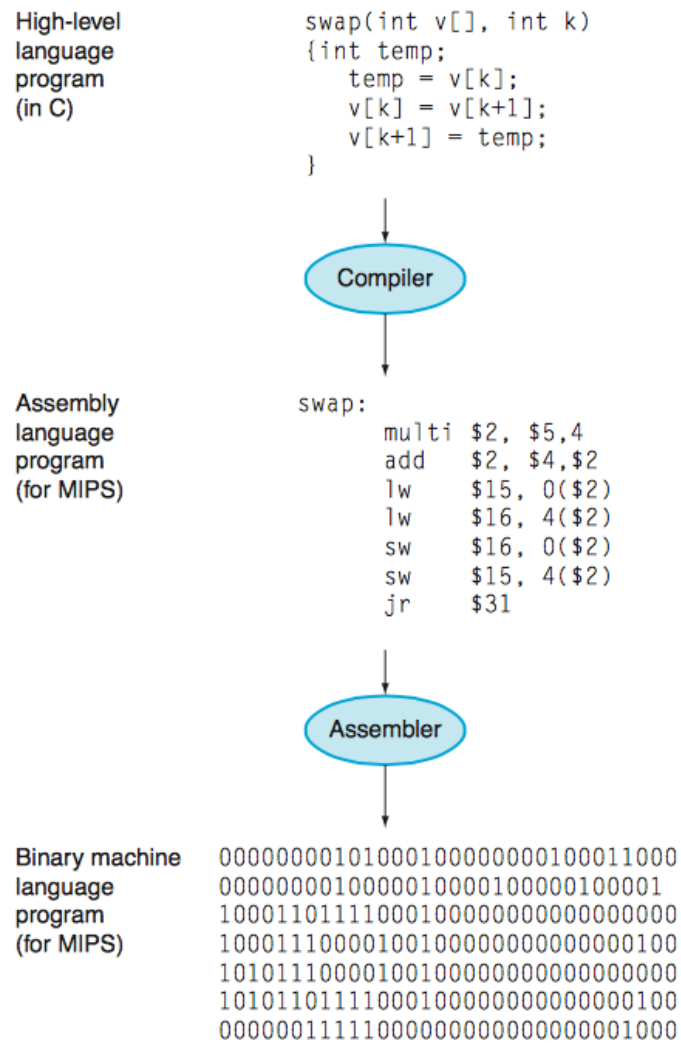 High-level
language
program
(in C)
swap(int v[], int k)
{int temp;
temp = v[k];
v[k] = v[k+1];
v[k+1] = temp;
}
Compiler
Assembly
language
program
(for MIPS)
swap:
multi $2, $5,4
add $2, $4,$2
lw $15, 0($2)
lw $16, 4($2)
sw $16, 0($2)
sw $15, 4($2)
jr $31
Assembler
Binary machine
language
program
(for MIPS)
00000000101000100000000100011000
0000000010000010000100000100001
10001101111000100000000000000000
10001110000100100000000000000100
10101110000100100000000000000000
10101101111000100000000000000100
00000011111000000000000000001000